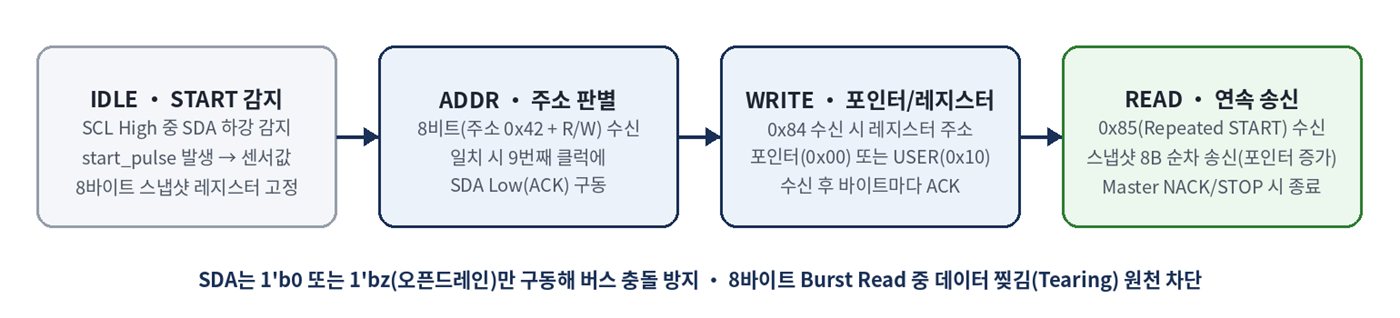 IDLE · START 감지
SCL High 중 SDA 하강 감지
start_pulse 발생 → 센서값
8바이트 스냅샷 레지스터 고정
ADDR · 주소 판별
8비트(주소 0x42 + R/W) 수신
일치 시 9번째 클럭에
SDA Low(ACK) 구동
WRITE · 포인터/레지스터
0x84 수신 시 레지스터 주소
포인터(0x00) 또는 USER(0x10)
수신 후 바이트마다 ACK
READ · 연속 송신
0x85(Repeated START) 수신
스냅샷 8B 순차 송신(포인터 증가)
Master NACK/STOP 시 종료
SDA는 1'b0 또는 1'bz(오픈드레인)만 구동해 버스 충돌 방지 · 8바이트 Burst Read 중 데이터 찢김(Tearing) 원천 차단